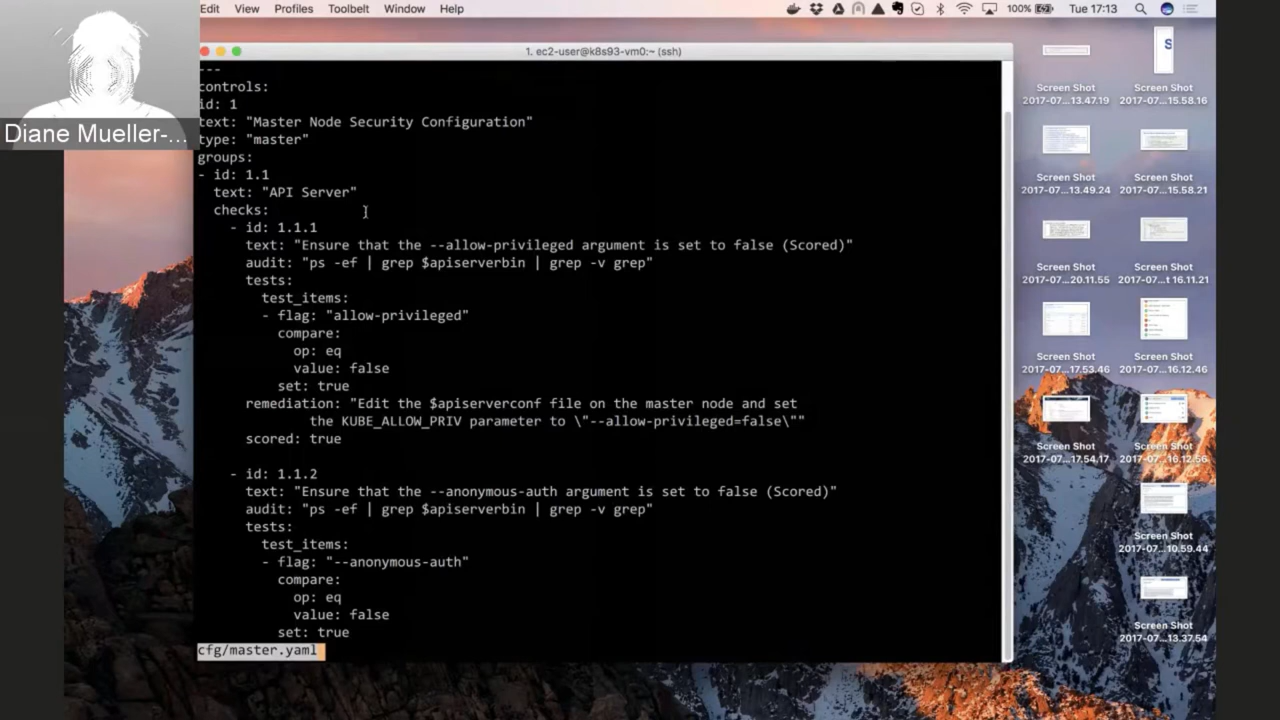 Edit View Profiles Toolbelt Window Help 100% Tue 17:13
1. ec2-user@k8s93-vm0:~ (ssh)
Diane Mueller-...
---
controls:
id: 1
text: "Master Node Security Configuration"
type: "master"
groups:
- id: 1.1
  text: "API Server"
  checks:
    - id: 1.1.1
      text: "Ensure that the --allow-privileged argument is set to false (Scored)"
      audit: "ps -ef | grep $apiserverbin | grep -v grep"
      tests:
        test_items:
        - flag: "allow-privileged"
          compare:
            op: eq
            value: false
          set: true
      remediation: "Edit the $apiserverconf file on the master node and set
              the KUBE_ALLOW_PRIV parameter to \"--allow-privileged=false\""
      scored: true
    - id: 1.1.2
      text: "Ensure that the --anonymous-auth argument is set to false (Scored)"
      audit: "ps -ef | grep $apiserverbin | grep -v grep"
      tests:
        test_items:
        - flag: "--anonymous-auth"
          compare:
            op: eq
            value: false
          set: true
cfg/master.yaml
S
Screen Shot
2017-07...13.47.19
Screen Shot
2017-07...15.58.16
Screen Shot
2017-07...13.49.24
Screen Shot
2017-07...15.58.21
Screen Shot
2017-07...20.11.55
Screen Shot
2017-07...t 16.11.21
Screen Shot
2017-07...17.53.46
Screen Shot
2017-07...16.12.46
Screen Shot
2017-07...17.54.17
Screen Shot
2017-07...16.12.56
Screen Shot
2017-07...10.59.44
Screen Shot
2017-07...13.37.54